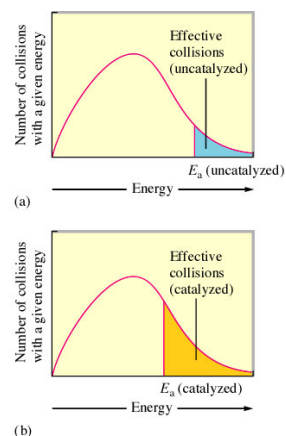 Number of collisions
with a given energy
Effective
collisions
(uncatalyzed)
Ea (uncatalyzed)
Energy
(a)
Number of collisions
with a given energy
Effective
collisions
(catalyzed)
Ea (catalyzed)
Energy
(b)